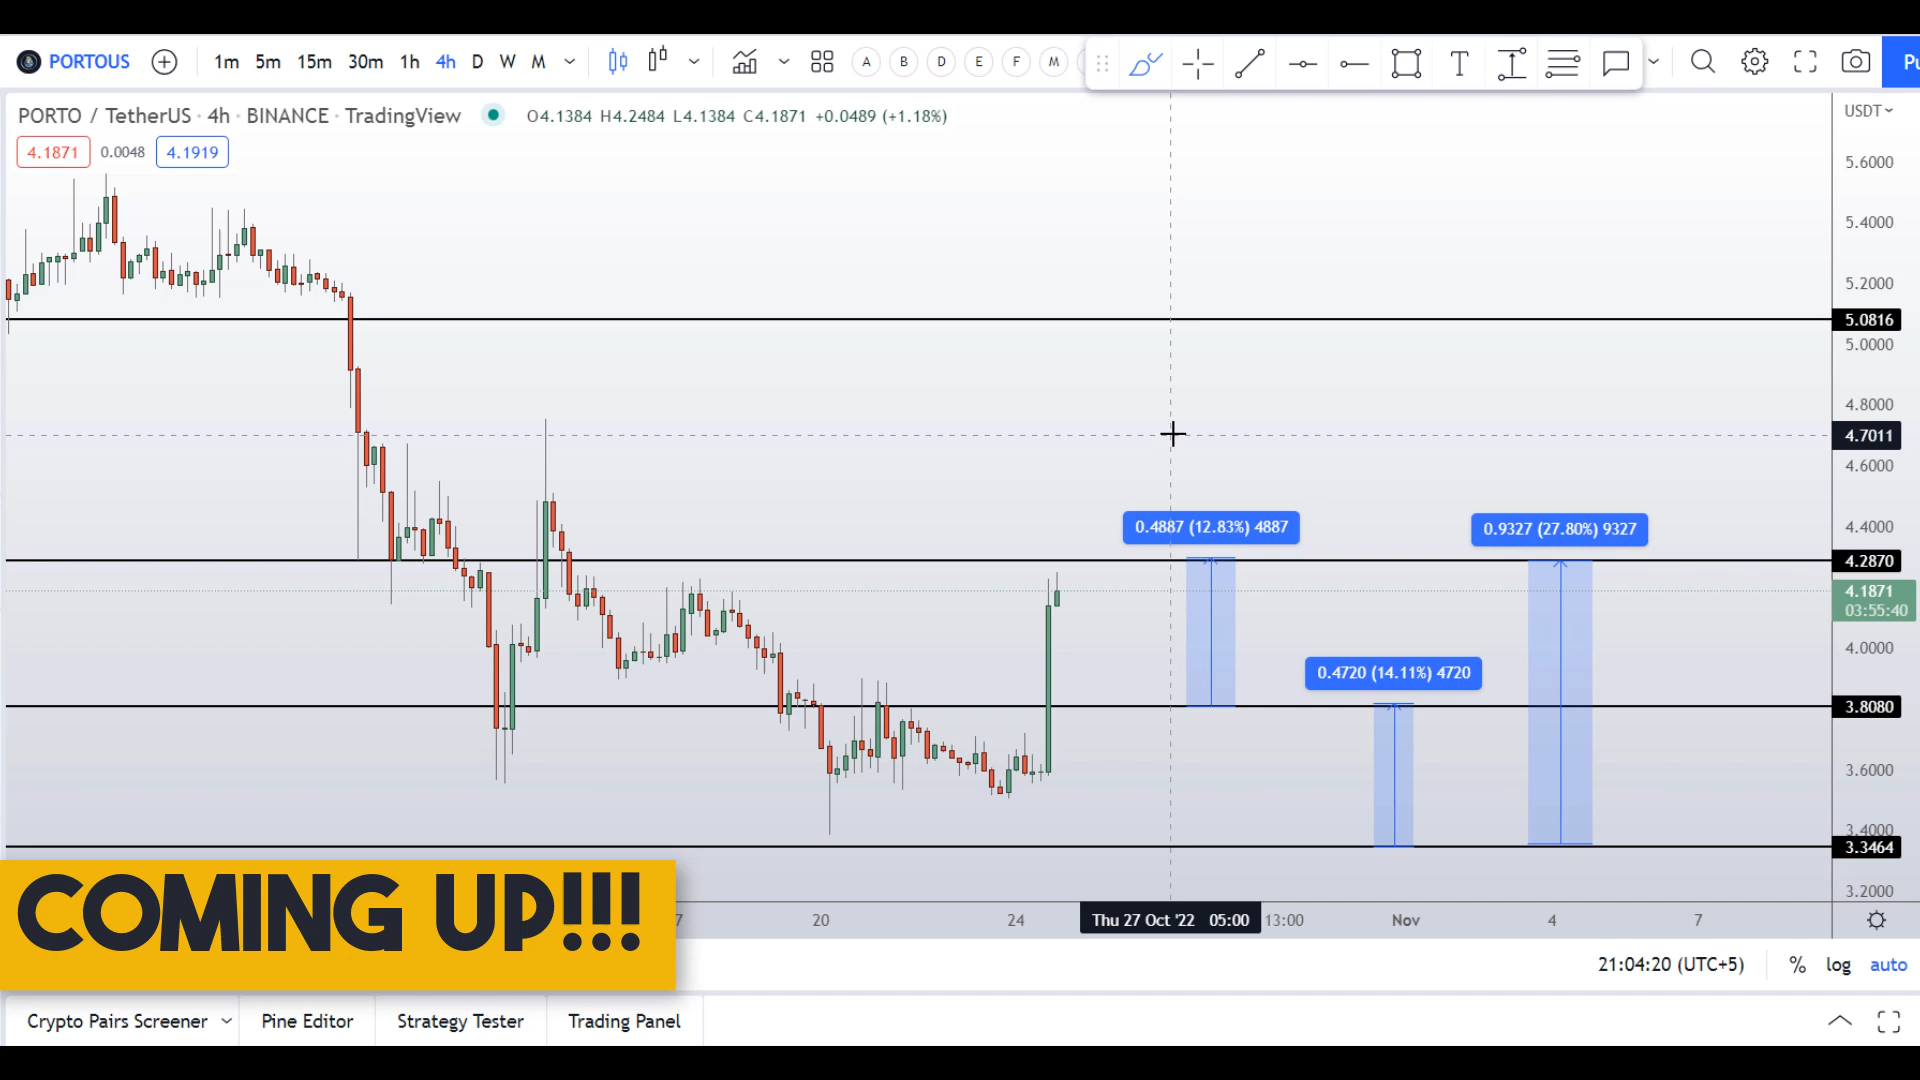 PORTOUS 1m 5m 15m 30m 1h 4h D W M A B D E F M T Pu
PORTO / TetherUS · 4h · BINANCE · TradingView O4.1384 H4.2484 L4.1384 C4.1871 +0.0489 (+1.18%)
USDT
4.1871 0.0048 4.1919
5.6000
5.4000
5.2000
5.0816
5.0000
4.8000
4.7011
4.6000
0.4887 (12.83%) 4887
0.9327 (27.80%) 9327
4.4000
4.2870
4.1871
03:55:40
4.0000
0.4720 (14.11%) 4720
3.8080
3.6000
3.4000
3.3464
3.2000
COMING UP!!!
7 20 24 Thu 27 Oct '22 05:00 13:00 Nov 4 7
21:04:20 (UTC+5) % log auto
Crypto Pairs Screener Pine Editor Strategy Tester Trading Panel